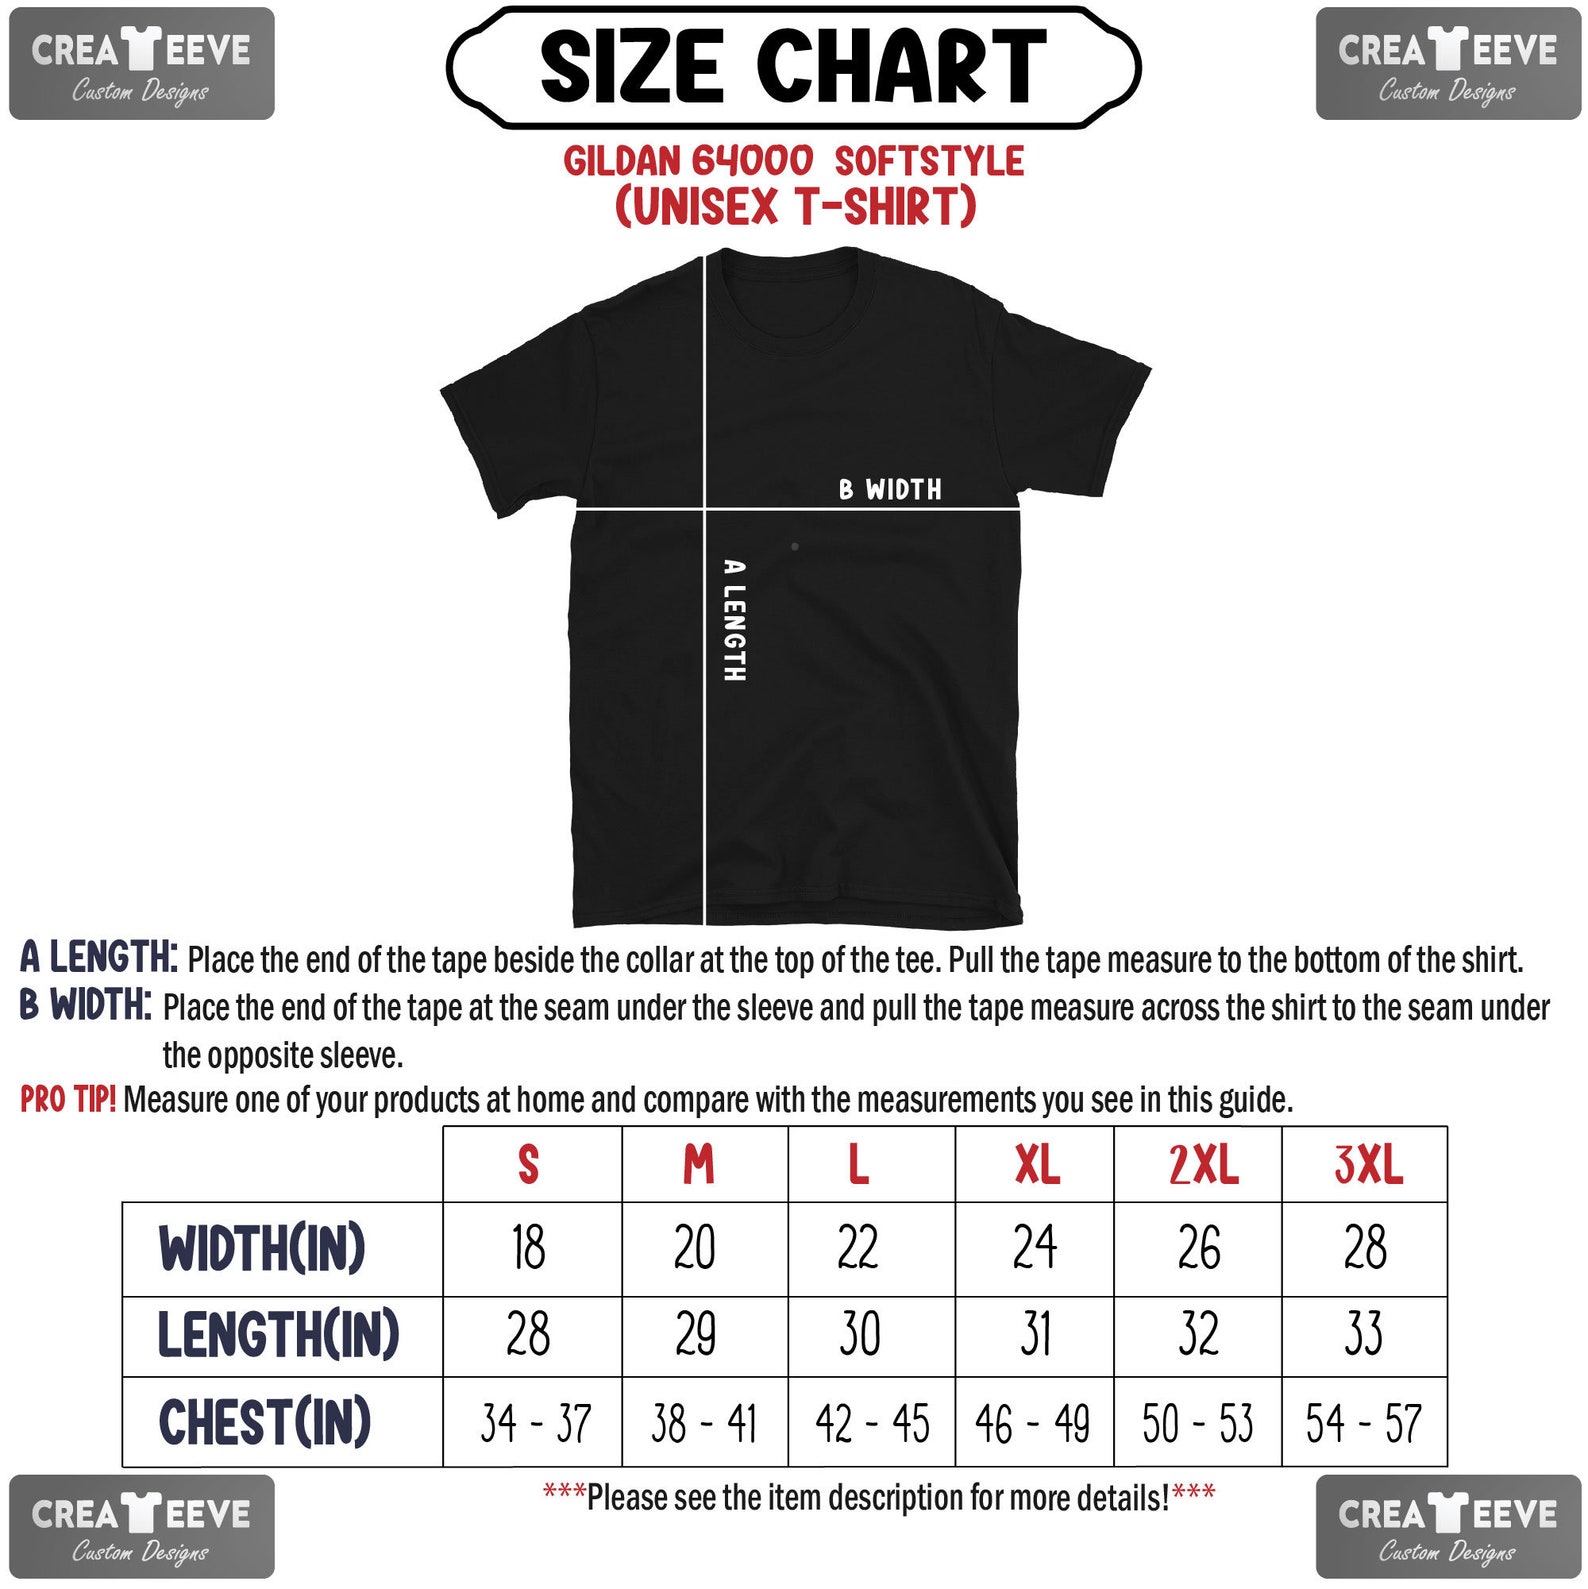 CREATEEVE
Custom Designs
SIZE CHART
CREATEEVE
Custom Designs
GILDAN 64000 SOFTSTYLE
(UNISEX T-SHIRT)
B WIDTH
A LENGTH
A LENGTH: Place the end of the tape beside the collar at the top of the tee. Pull the tape measure to the bottom of the shirt.
B WIDTH: Place the end of the tape at the seam under the sleeve and pull the tape measure across the shirt to the seam under
the opposite sleeve.
PRO TIP! Measure one of your products at home and compare with the measurements you see in this guide.
S M L XL 2XL 3XL
WIDTH(IN) 18 20 22 24 26 28
LENGTH(IN) 28 29 30 31 32 33
CHEST(IN) 34 - 37 38 - 41 42 - 45 46 - 49 50 - 53 54 - 57
CREATEEVE
Custom Designs
***Please see the item description for more details!***
CREATEEVE
Custom Designs